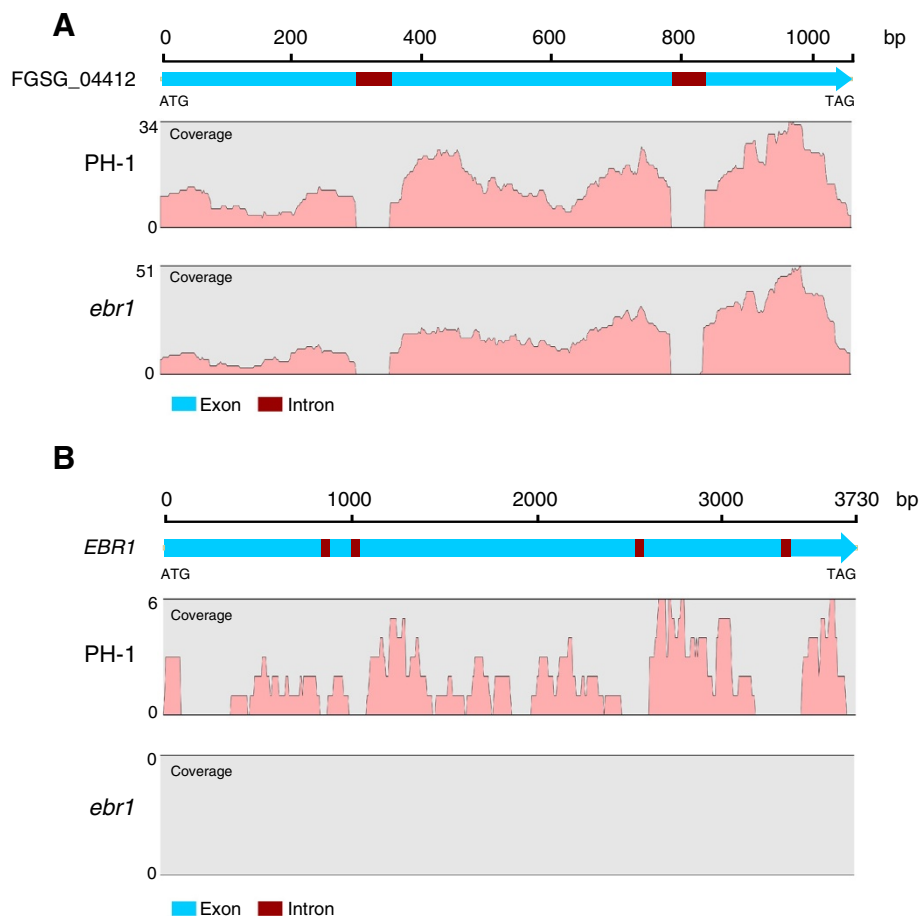 A
0 200 400 600 800 1000 bp
FGSG_04412
ATG TAG
34
Coverage
PH-1
0
51
Coverage
ebr1
0
Exon Intron
B
0 1000 2000 3000 3730 bp
EBR1
ATG TAG
6
Coverage
PH-1
0
0
Coverage
ebr1
0
Exon Intron